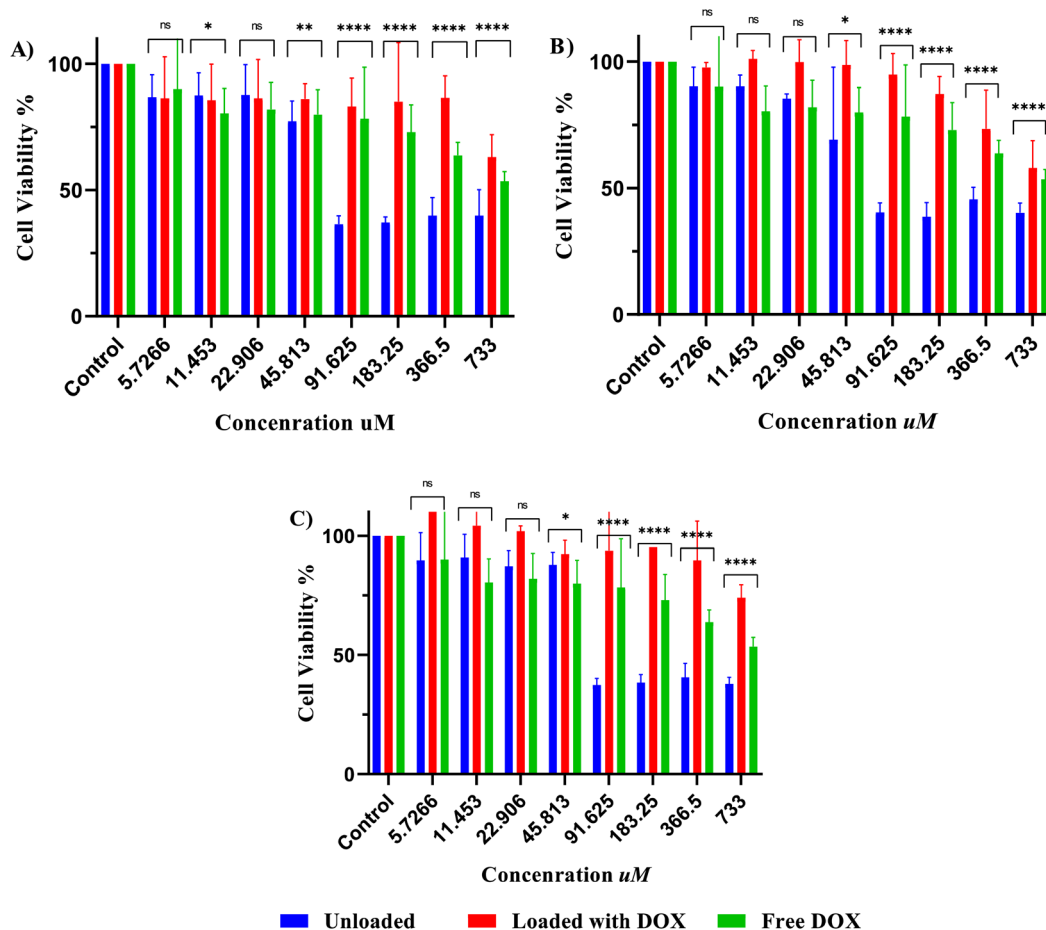 A)
ns * ns ** **** **** **** ****
Cell Viability %
100
50
0
Control 5.7266 11.453 22.906 45.813 91.625 183.25 366.5 733
Concenration uM
B)
ns ns ns * **** **** **** ****
Cell Viability %
100
50
0
Control 5.7266 11.453 22.906 45.813 91.625 183.25 366.5 733
Concenration uM
C)
ns ns ns * **** **** **** ****
Cell Viability %
100
50
0
Control 5.7266 11.453 22.906 45.813 91.625 183.25 366.5 733
Concenration uM
Unloaded Loaded with DOX Free DOX